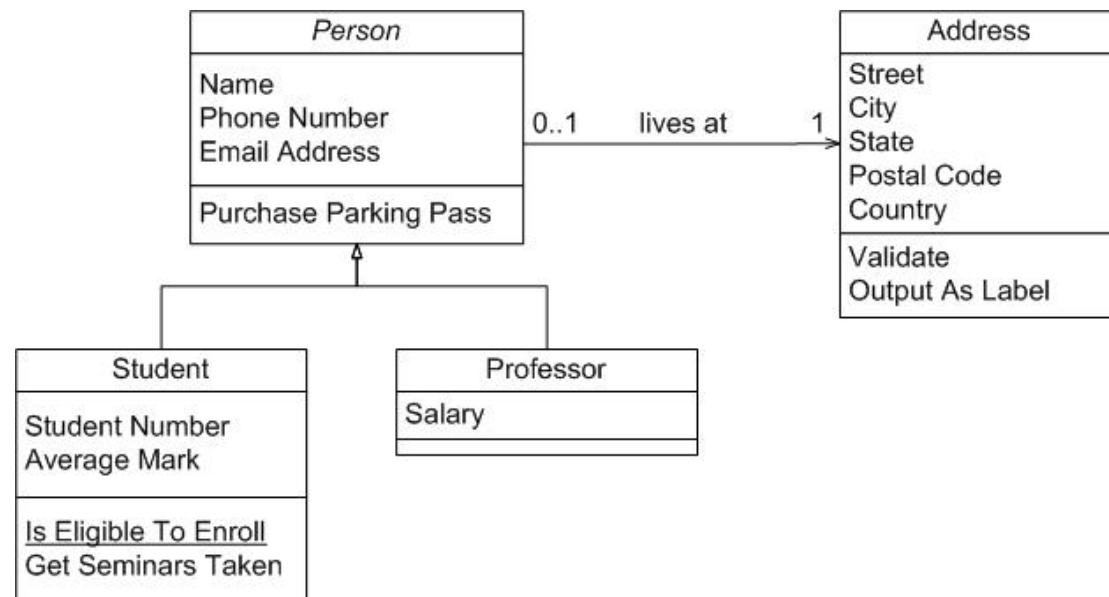 Person
Name
Phone Number
Email Address
Purchase Parking Pass
0..1 lives at 1
Address
Street
City
State
Postal Code
Country
Validate
Output As Label
Student
Student Number
Average Mark
Is Eligible To Enroll
Get Seminars Taken
Professor
Salary